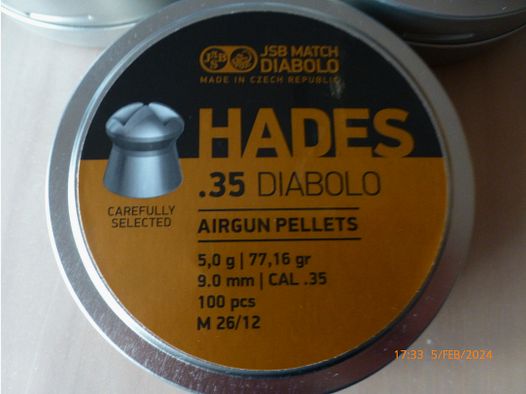 JSB
JSB MATCH
DIABOLO
MADE IN CZECH REPUBLIC
HADES
.35 DIABOLO
CAREFULLY
SELECTED
AIRGUN PELLETS
5,0 g | 77,16 gr
9.0 mm | CAL .35
100 pcs
M 26/12
17:33 5/FEB/2024